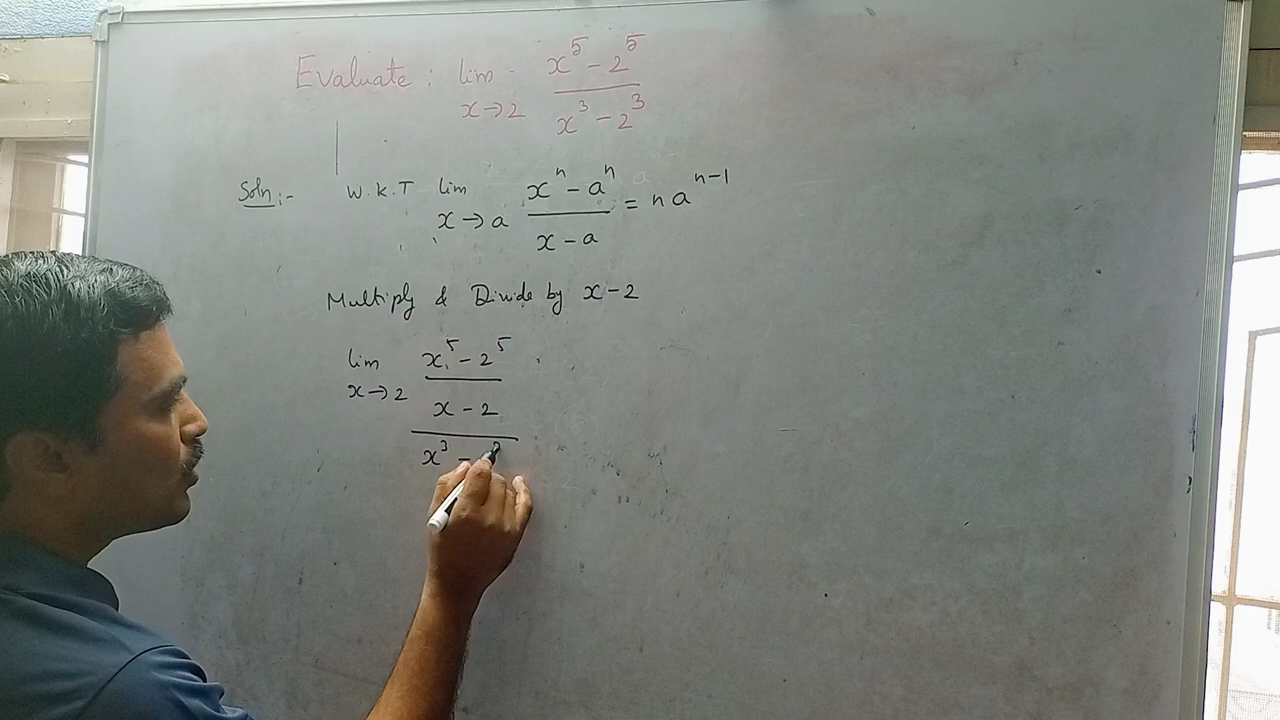 Evaluate : lim x→2 (x^5 - 2^5)/(x^3 - 2^3)
Soln:- W.K.T lim x→a (x^n - a^n)/(x - a) = n a^(n-1)
Multiply & Divide by x-2
lim x→2 x^5 - 2^5
x - 2
x^3 -